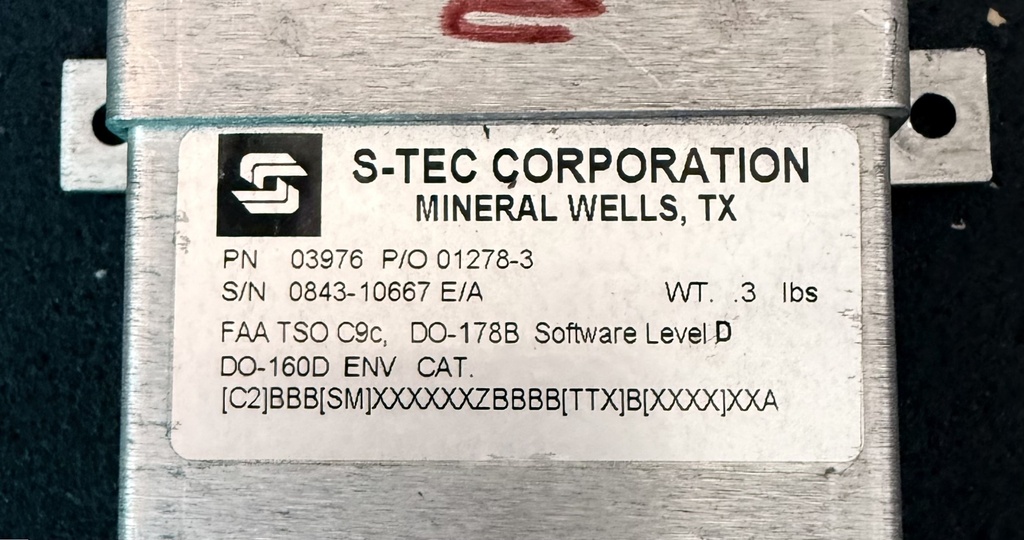 S-TEC CORPORATION
MINERAL WELLS, TX
PN 03976 P/O 01278-3
S/N 0843-10667 E/A WT. .3 lbs
FAA TSO C9c, DO-178B Software Level D
DO-160D ENV CAT.
[C2]BBB[SM]XXXXXXZBBBB[TTX]B[XXXX]XXA